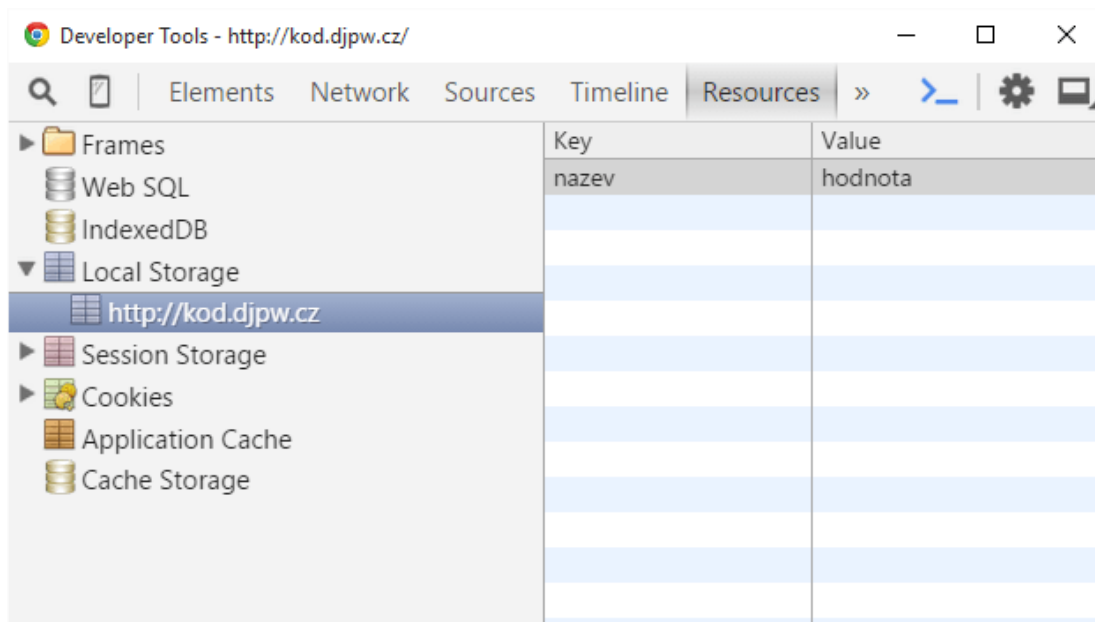 Developer Tools - http://kod.djpw.cz/
Elements Network Sources Timeline Resources »
Frames
Web SQL
IndexedDB
Local Storage
http://kod.djpw.cz
Session Storage
Cookies
Application Cache
Cache Storage
Key Value
nazev hodnota